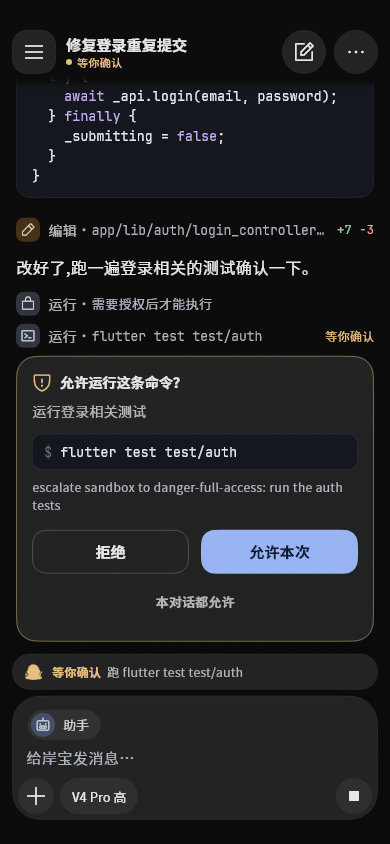 修复登录重复提交
等你确认
await _api.login(email, password);
} finally {
_submitting = false;
}
}
编辑 · app/lib/auth/login_controller… +7 -3
改好了,跑一遍登录相关的测试确认一下。
运行 · 需要授权后才能执行
运行 · flutter test test/auth 等你确认
允许运行这条命令?
运行登录相关测试
$ flutter test test/auth
escalate sandbox to danger-full-access: run the auth
tests
拒绝
允许本次
本对话都允许
等你确认 跑 flutter test test/auth
助手
给岸宝发消息…
V4 Pro 高